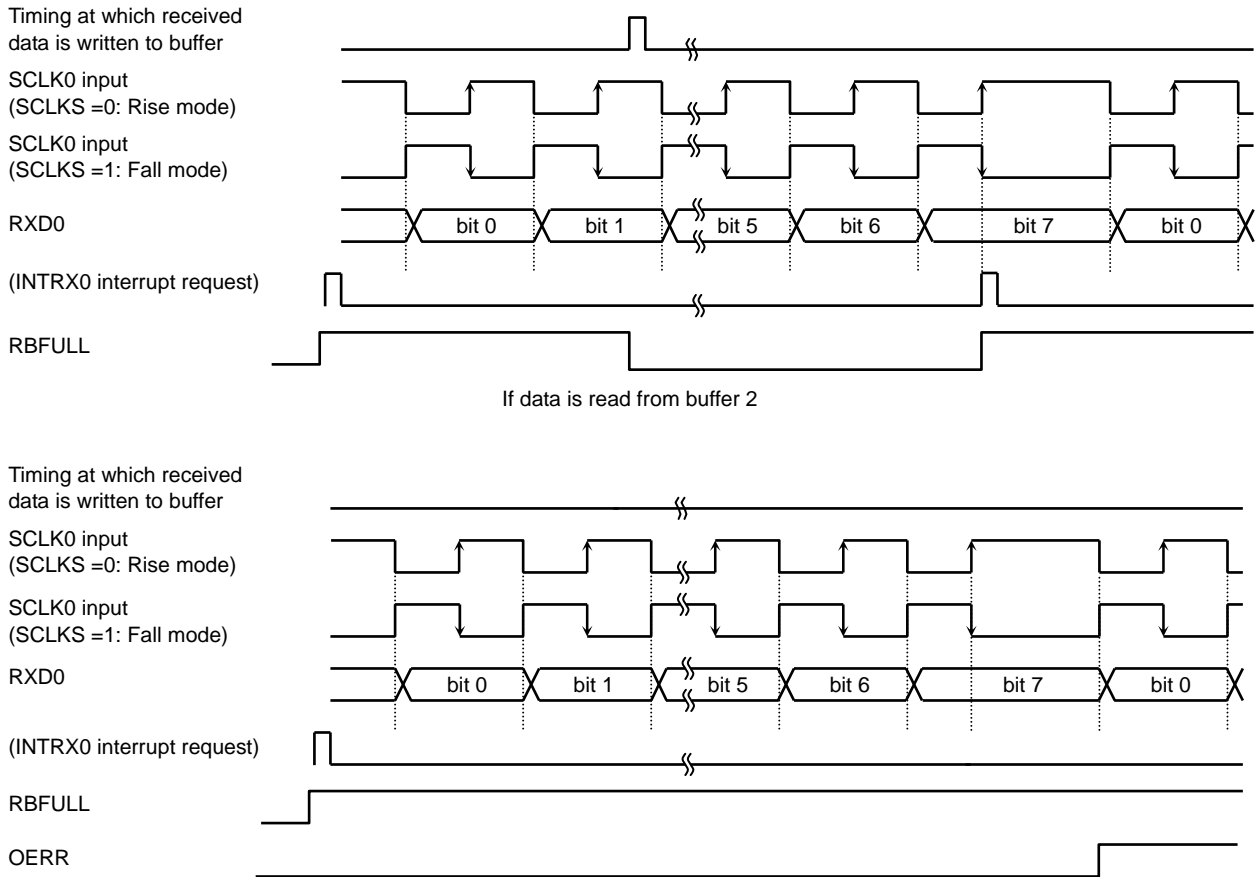 Timing at which received
data is written to buffer
SCLK0 input
(SCLKS =0: Rise mode)
SCLK0 input
(SCLKS =1: Fall mode)
RXD0
bit 0 bit 1 bit 5 bit 6 bit 7 bit 0
(INTRX0 interrupt request)
RBFULL
If data is read from buffer 2
Timing at which received
data is written to buffer
SCLK0 input
(SCLKS =0: Rise mode)
SCLK0 input
(SCLKS =1: Fall mode)
RXD0
bit 0 bit 1 bit 5 bit 6 bit 7 bit 0
(INTRX0 interrupt request)
RBFULL
OERR